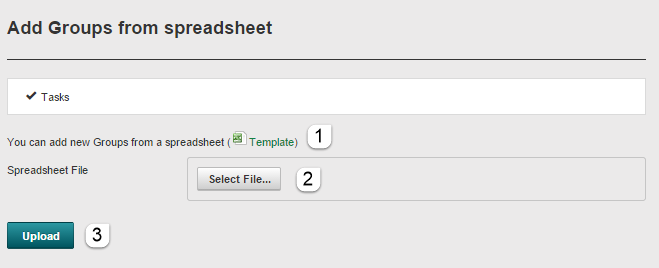 Add Groups from spreadsheet
Tasks
You can add new Groups from a spreadsheet ( Template) 1
Spreadsheet File Select File... 2
Upload 3